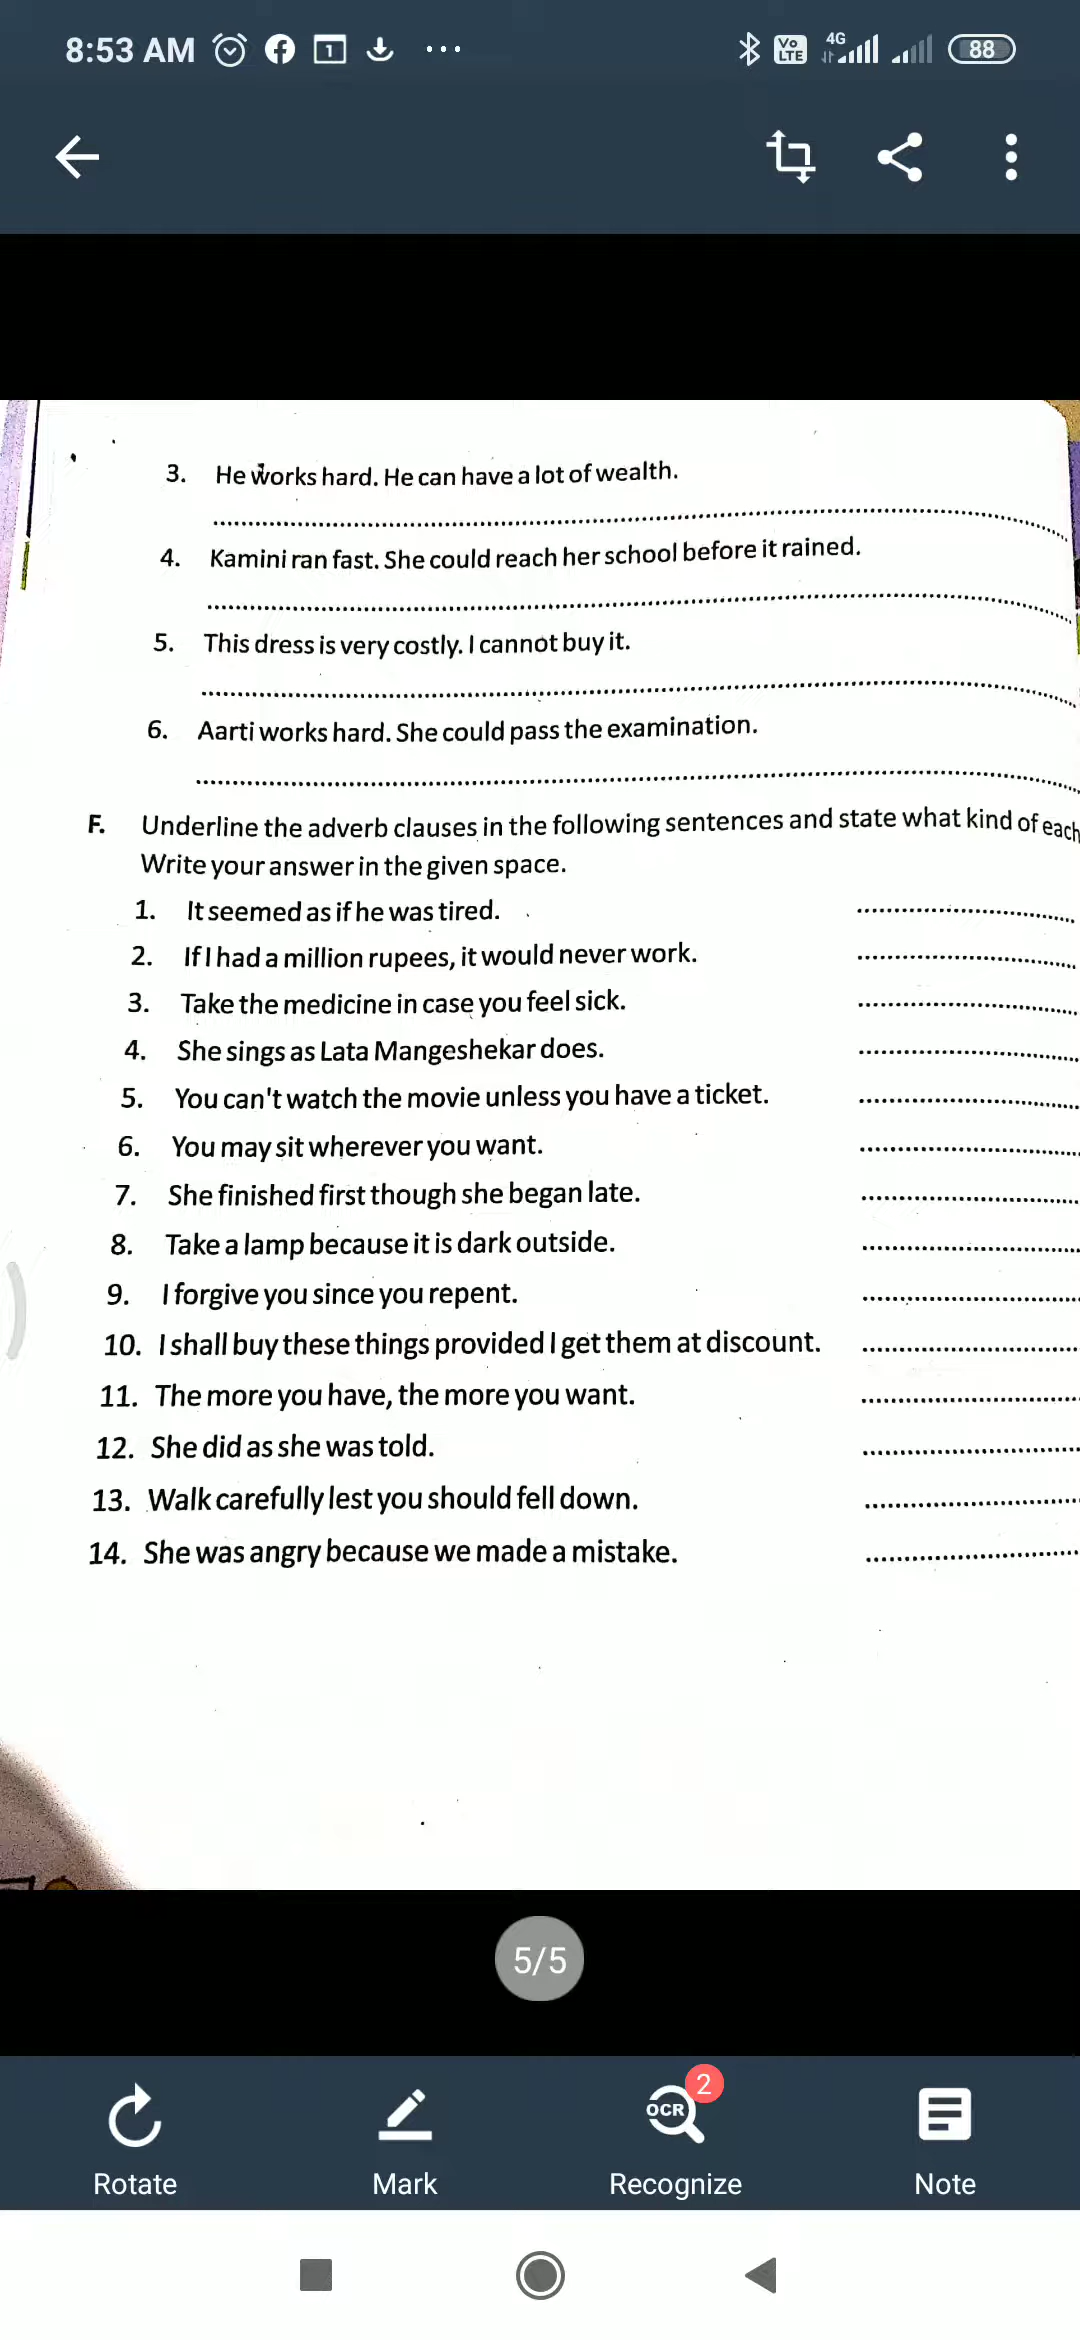 8:53 AM
1
Vo LTE
4G
88
3. He works hard. He can have a lot of wealth.
4. Kamini ran fast. She could reach her school before it rained.
5. This dress is very costly. I cannot buy it.
6. Aarti works hard. She could pass the examination.
F. Underline the adverb clauses in the following sentences and state what kind of each
Write your answer in the given space.
1. It seemed as if he was tired.
2. If I had a million rupees, it would never work.
3. Take the medicine in case you feel sick.
4. She sings as Lata Mangeshekar does.
5. You can't watch the movie unless you have a ticket.
6. You may sit wherever you want.
7. She finished first though she began late.
8. Take a lamp because it is dark outside.
9. I forgive you since you repent.
10. I shall buy these things provided I get them at discount.
11. The more you have, the more you want.
12. She did as she was told.
13. Walk carefully lest you should fell down.
14. She was angry because we made a mistake.
5/5
OCR 2
Rotate Mark Recognize Note